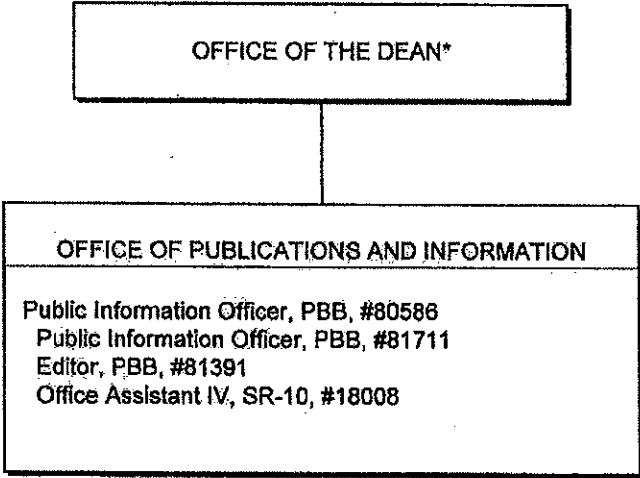 OFFICE OF THE DEAN*
OFFICE OF PUBLICATIONS AND INFORMATION
Public Information Officer, PBB, #80586
Public Information Officer, PBB, #81711
Editor, PBB, #81391
Office Assistant IV, SR-10, #18008